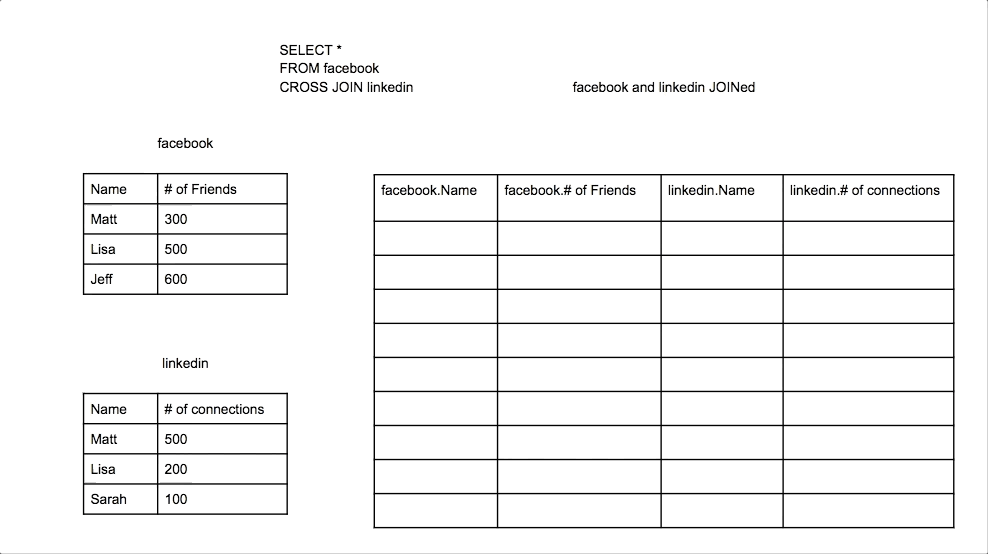 SELECT *
FROM facebook
CROSS JOIN linkedin
facebook and linkedin JOINed
facebook
Name # of Friends
Matt 300
Lisa 500
Jeff 600
linkedin
Name # of connections
Matt 500
Lisa 200
Sarah 100
facebook.Name facebook.# of Friends linkedin.Name linkedin.# of connections